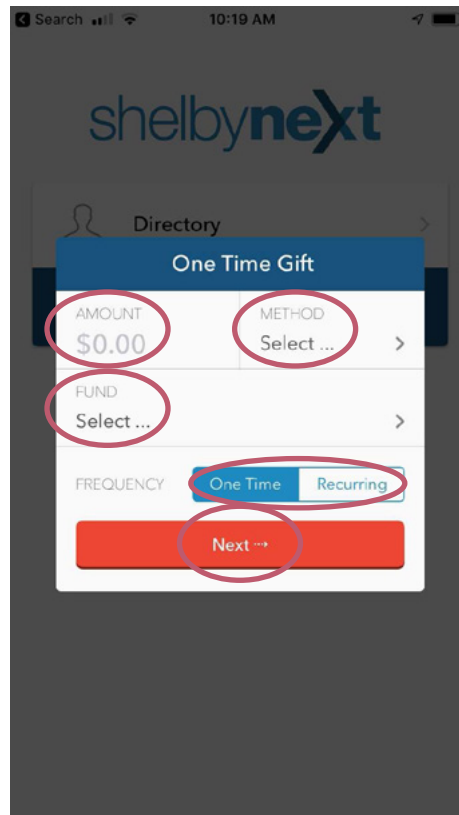 Search 10:19 AM
shelbynext
Directory
One Time Gift
AMOUNT METHOD
$0.00 Select ...
FUND
Select ...
FREQUENCY One Time Recurring
Next ⇢